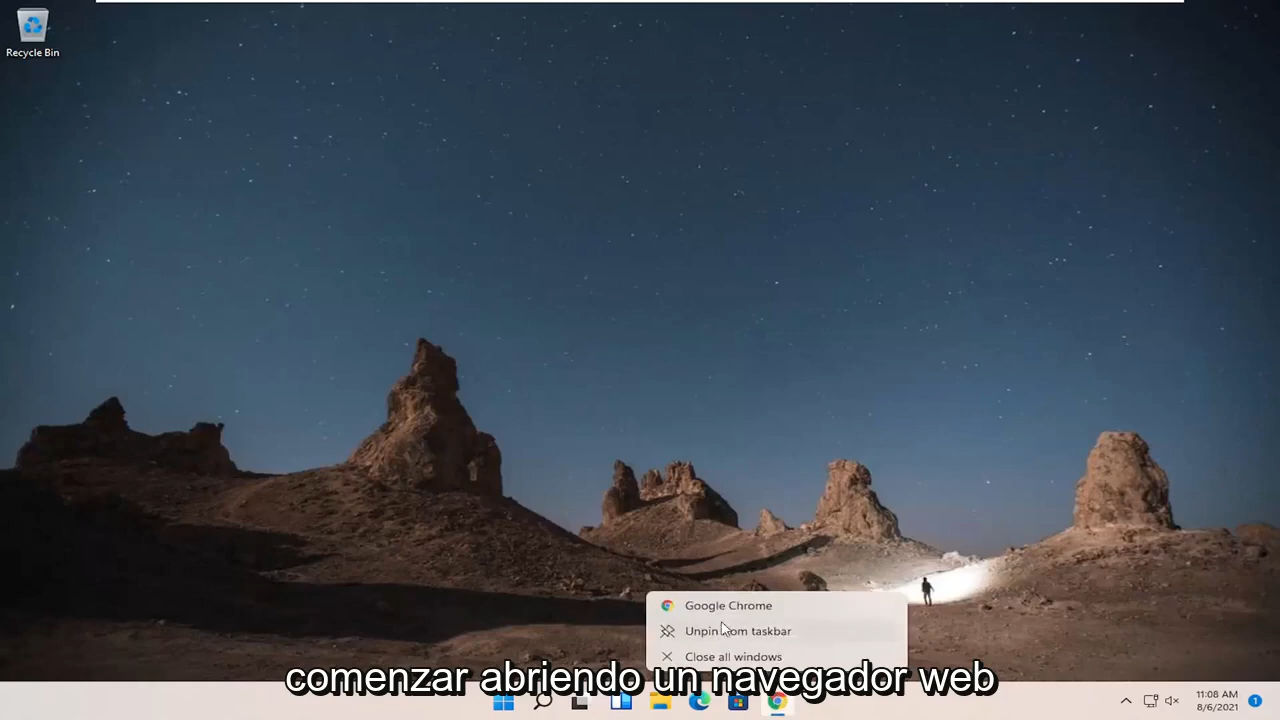 Recycle Bin
Google Chrome
Unpin from taskbar
Close all windows
comenzar abriendo un navegador web
11:08 AM
8/6/2021
1